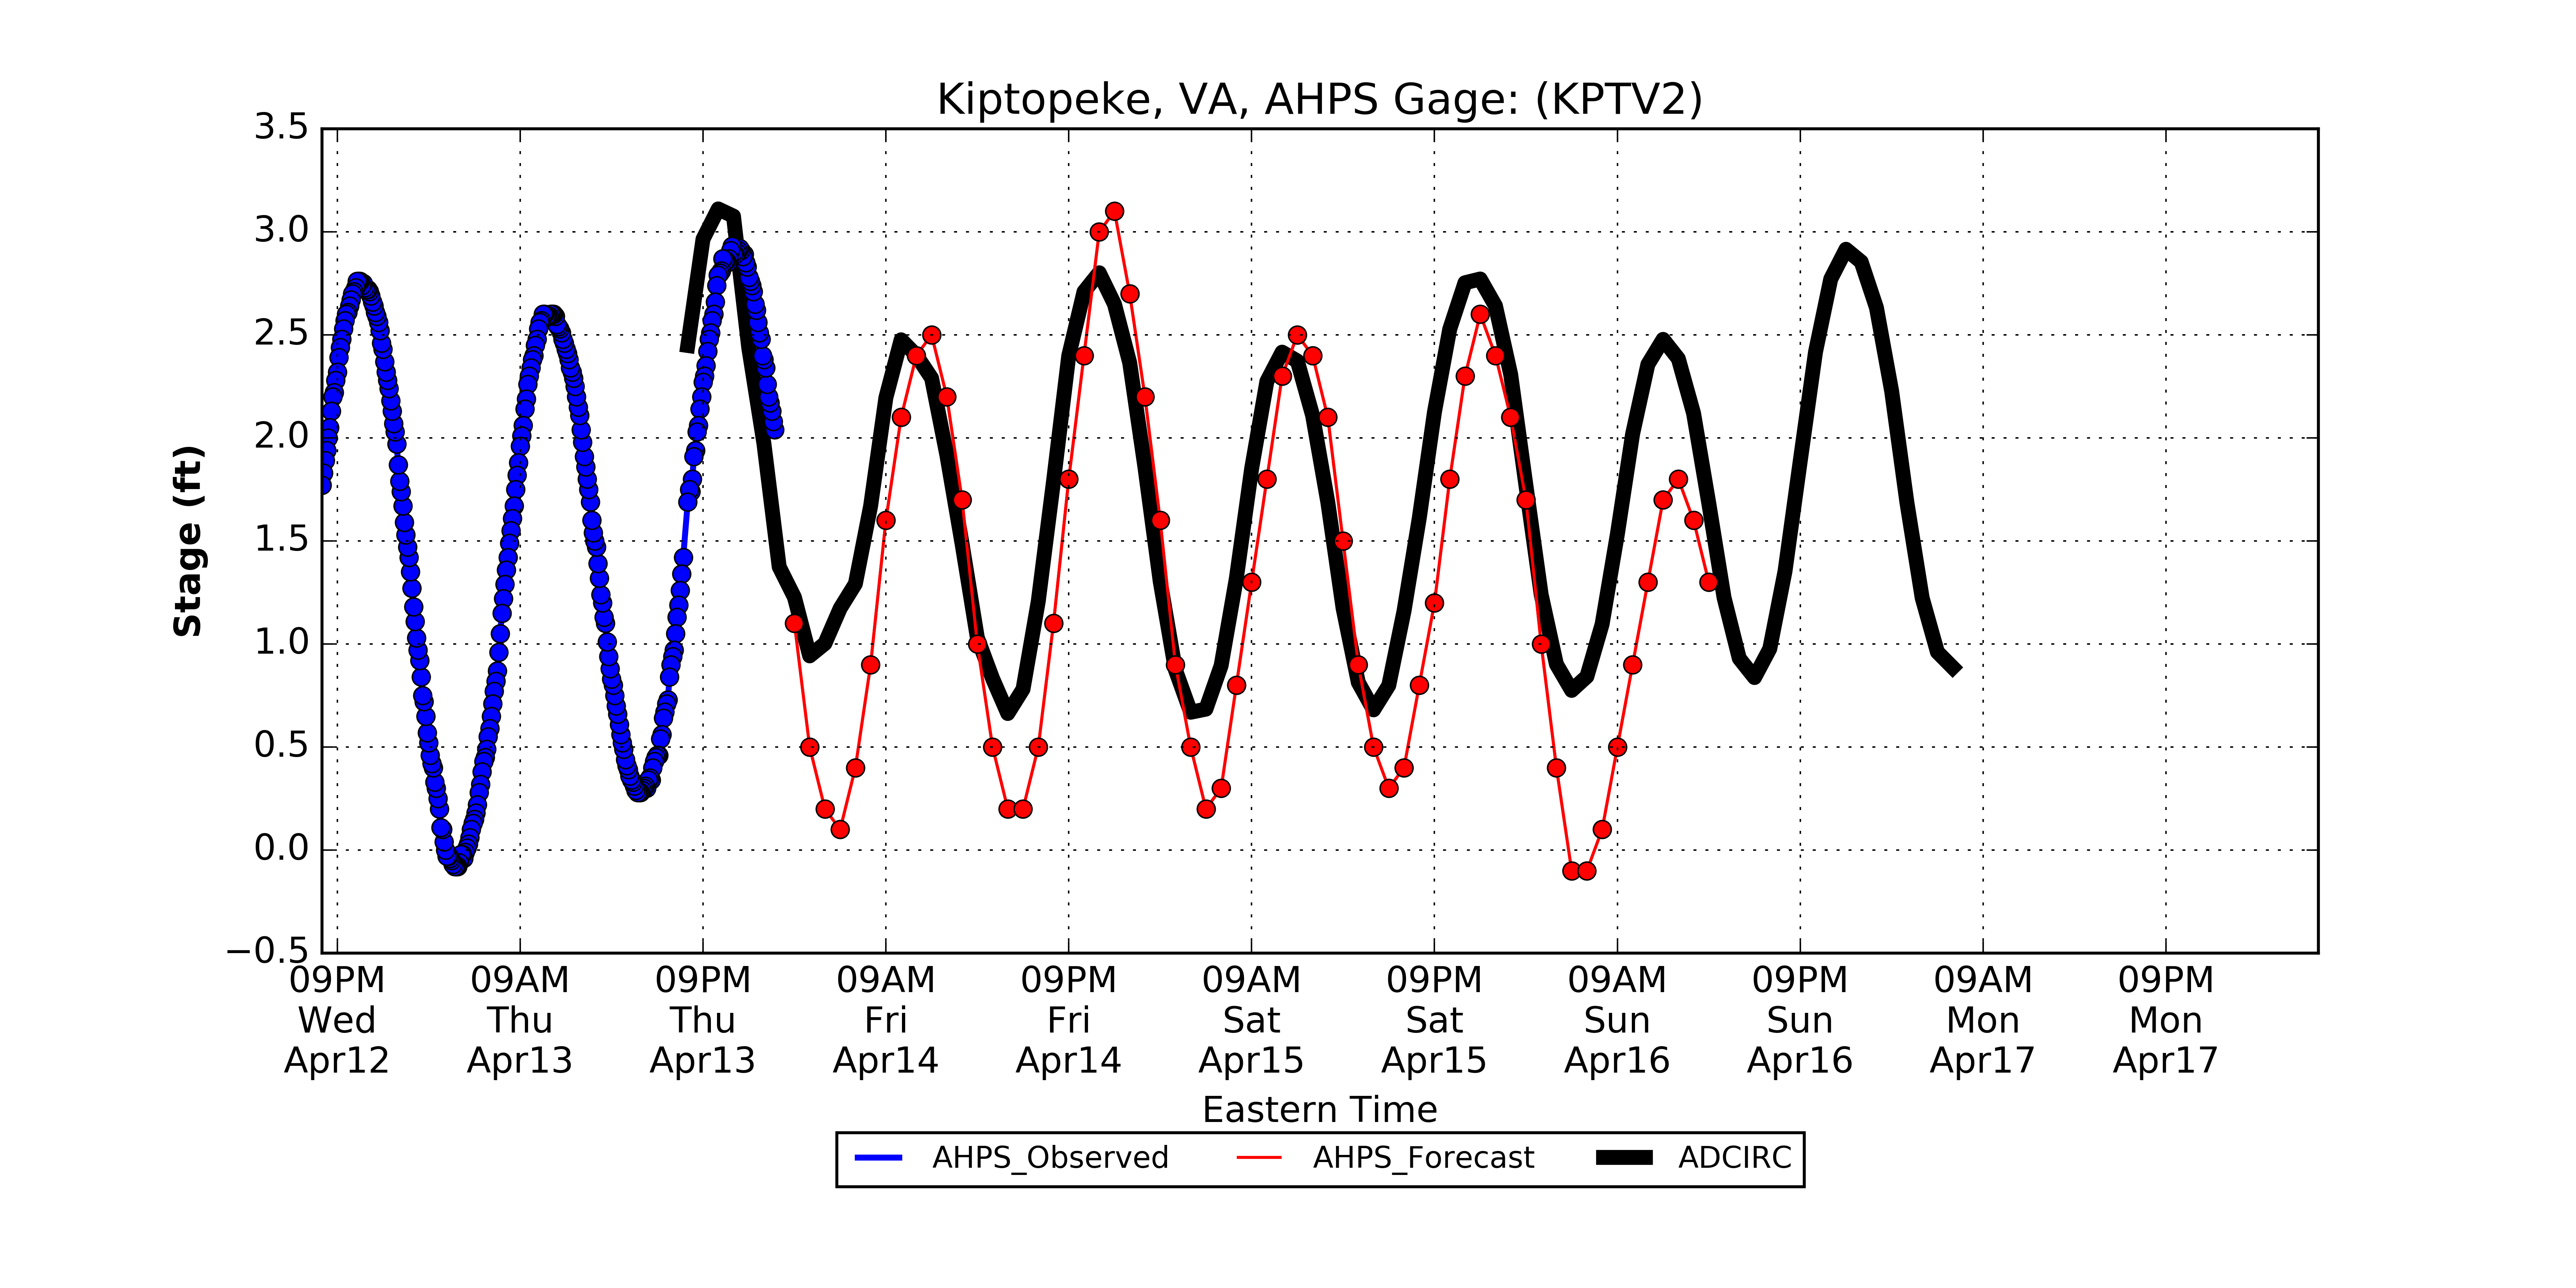 Kiptopeke, VA, AHPS Gage: (KPTV2)
3.5
3.0
2.5
2.0
1.5
1.0
0.5
0.0
−0.5
Stage (ft)
09PM 09AM 09PM 09AM 09PM 09AM 09PM 09AM 09PM 09AM 09PM
Wed Thu Thu Fri Fri Sat Sat Sun Sun Mon Mon
Apr12 Apr13 Apr13 Apr14 Apr14 Apr15 Apr15 Apr16 Apr16 Apr17 Apr17
Eastern Time
AHPS_Observed AHPS_Forecast ADCIRC